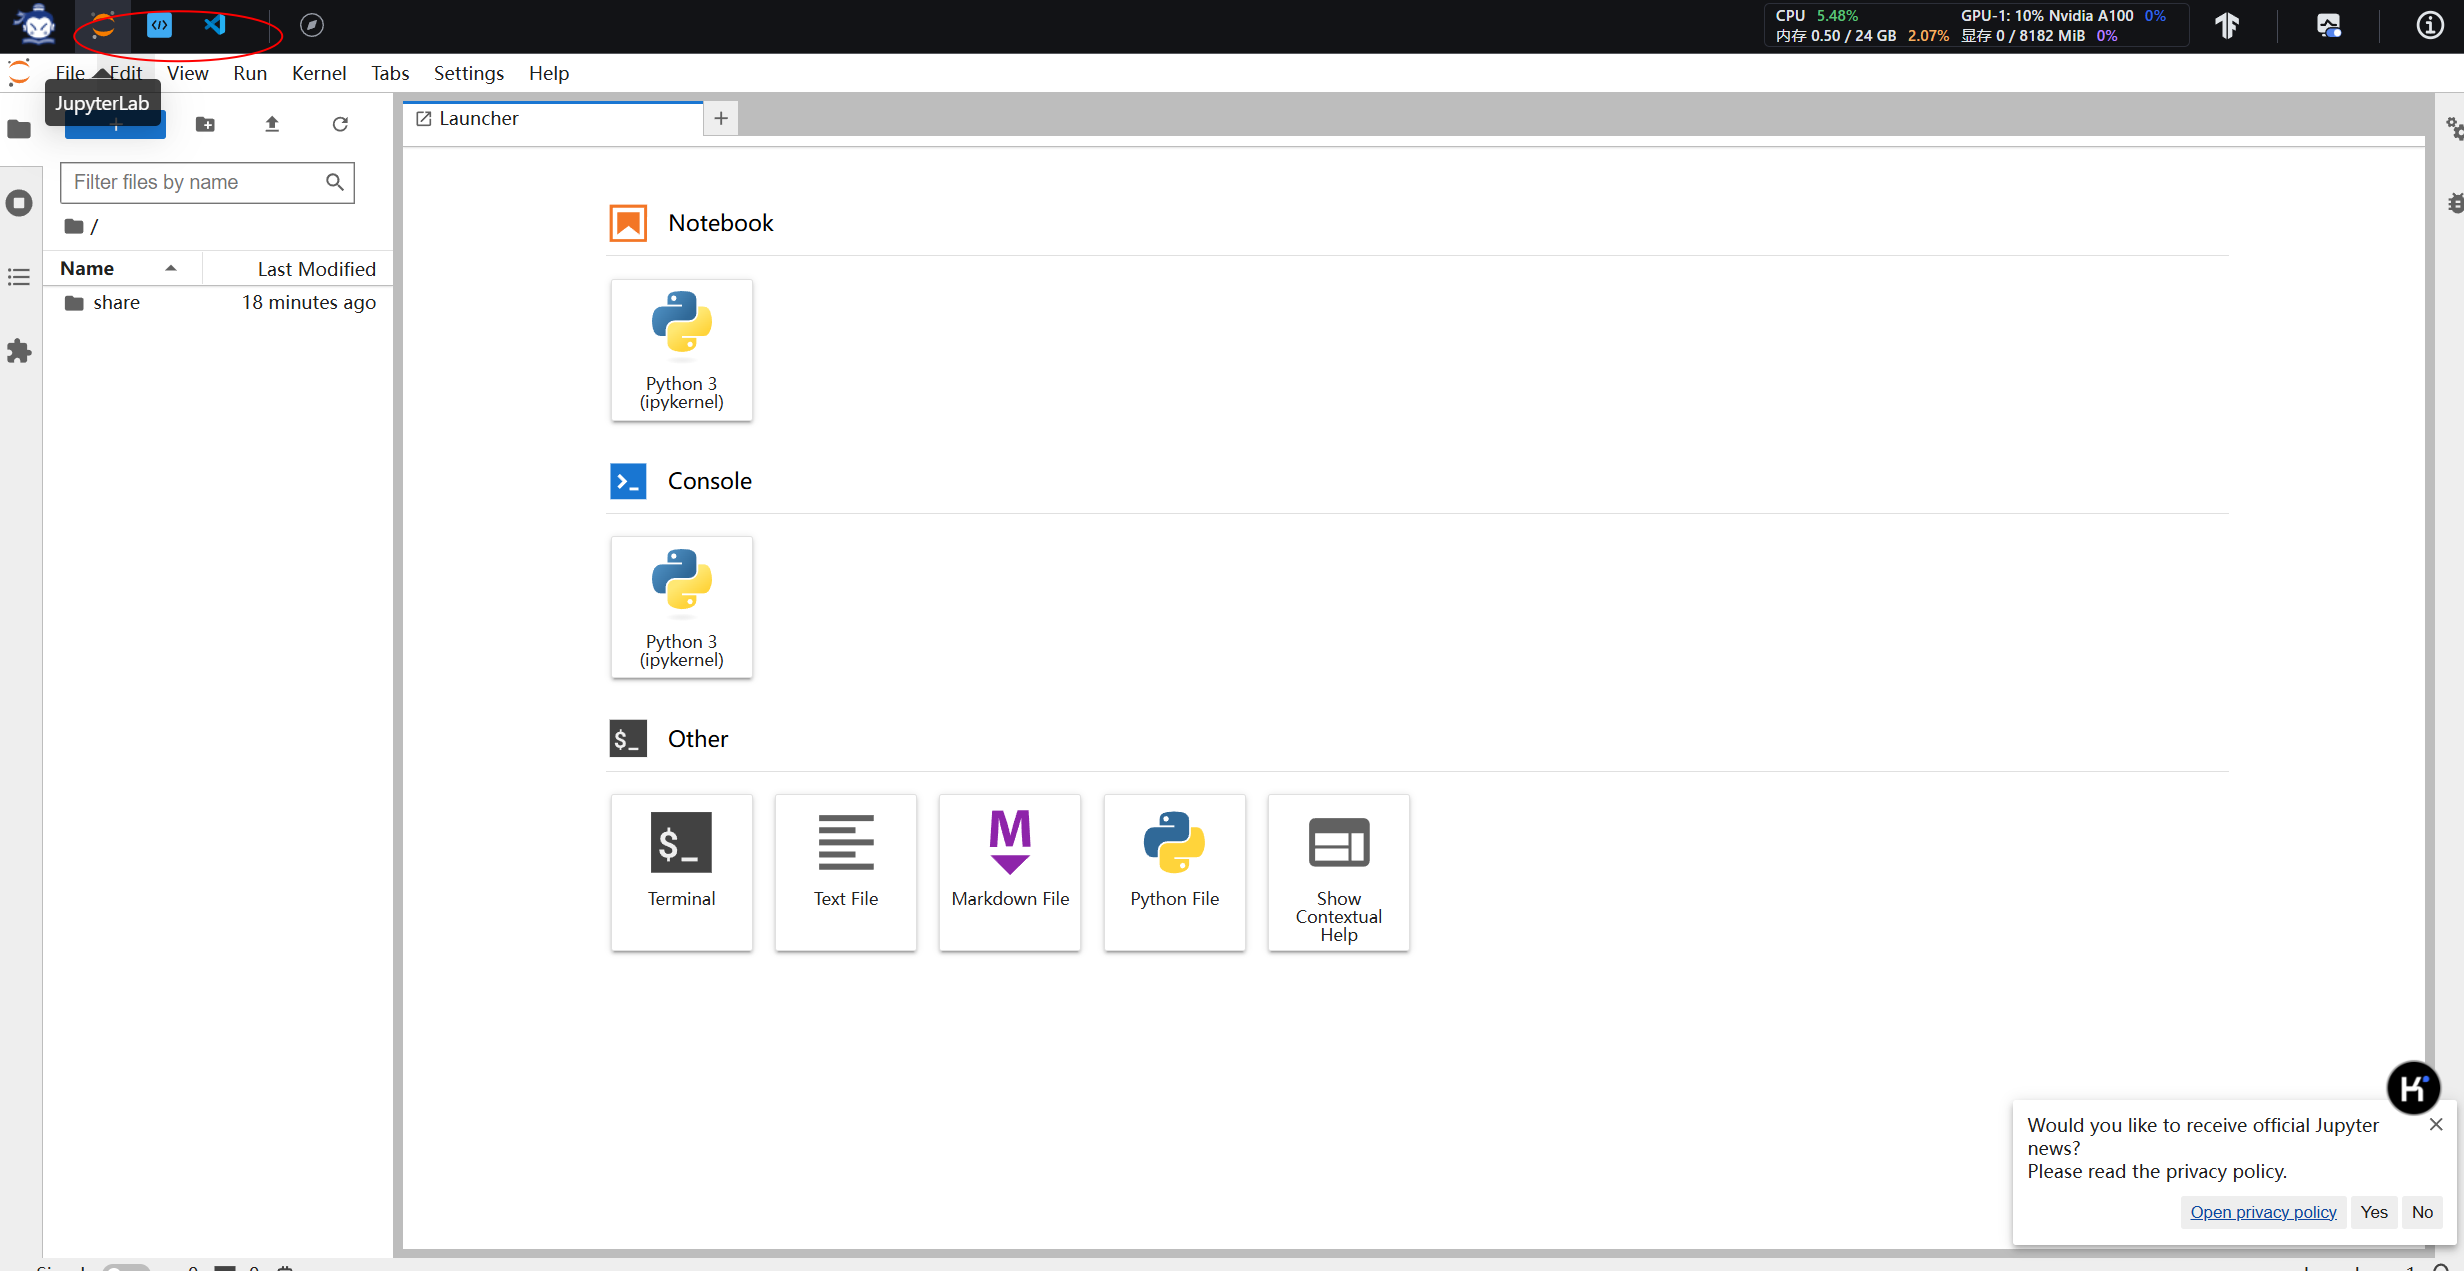 CPU 5.48% GPU-1: 10% Nvidia A100 0%
内存 0.50 / 24 GB 2.07% 显存 0 / 8182 MiB 0%
File Edit View Run Kernel Tabs Settings Help
JupyterLab
Launcher
Filter files by name
/
Name Last Modified
share 18 minutes ago
Notebook
Python 3
(ipykernel)
Console
Python 3
(ipykernel)
$_ Other
$_
M
Terminal
Text File
Markdown File
Python File
Show
Contextual
Help
Would you like to receive official Jupyter
news?
Please read the privacy policy.
Open privacy policy Yes No